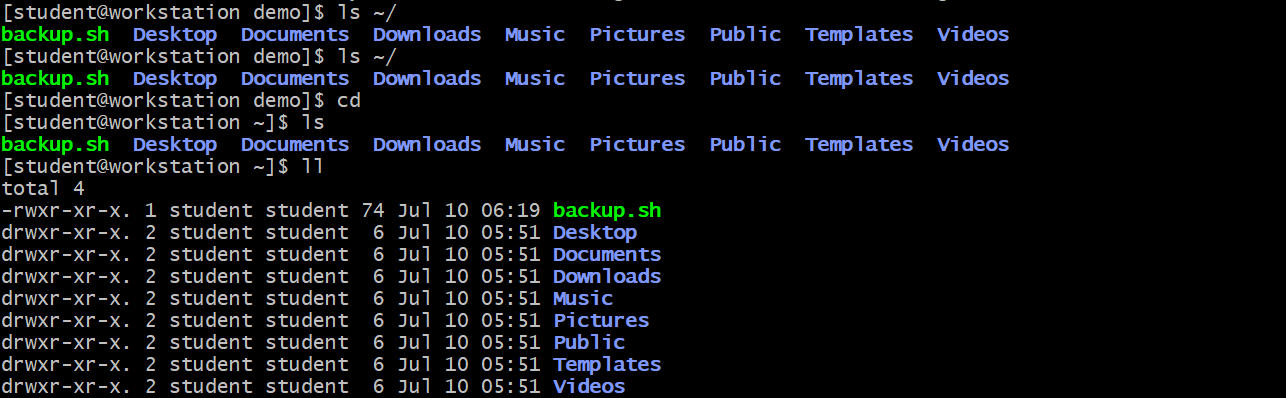 [student@workstation demo]$ ls ~/
backup.sh  Desktop  Documents  Downloads  Music  Pictures  Public  Templates  Videos
[student@workstation demo]$ ls ~/
backup.sh  Desktop  Documents  Downloads  Music  Pictures  Public  Templates  Videos
[student@workstation demo]$ cd
[student@workstation ~]$ ls
backup.sh  Desktop  Documents  Downloads  Music  Pictures  Public  Templates  Videos
[student@workstation ~]$ ll
total 4
-rwxr-xr-x. 1 student student 74 Jul 10 06:19 backup.sh
drwxr-xr-x. 2 student student  6 Jul 10 05:51 Desktop
drwxr-xr-x. 2 student student  6 Jul 10 05:51 Documents
drwxr-xr-x. 2 student student  6 Jul 10 05:51 Downloads
drwxr-xr-x. 2 student student  6 Jul 10 05:51 Music
drwxr-xr-x. 2 student student  6 Jul 10 05:51 Pictures
drwxr-xr-x. 2 student student  6 Jul 10 05:51 Public
drwxr-xr-x. 2 student student  6 Jul 10 05:51 Templates
drwxr-xr-x. 2 student student  6 Jul 10 05:51 Videos